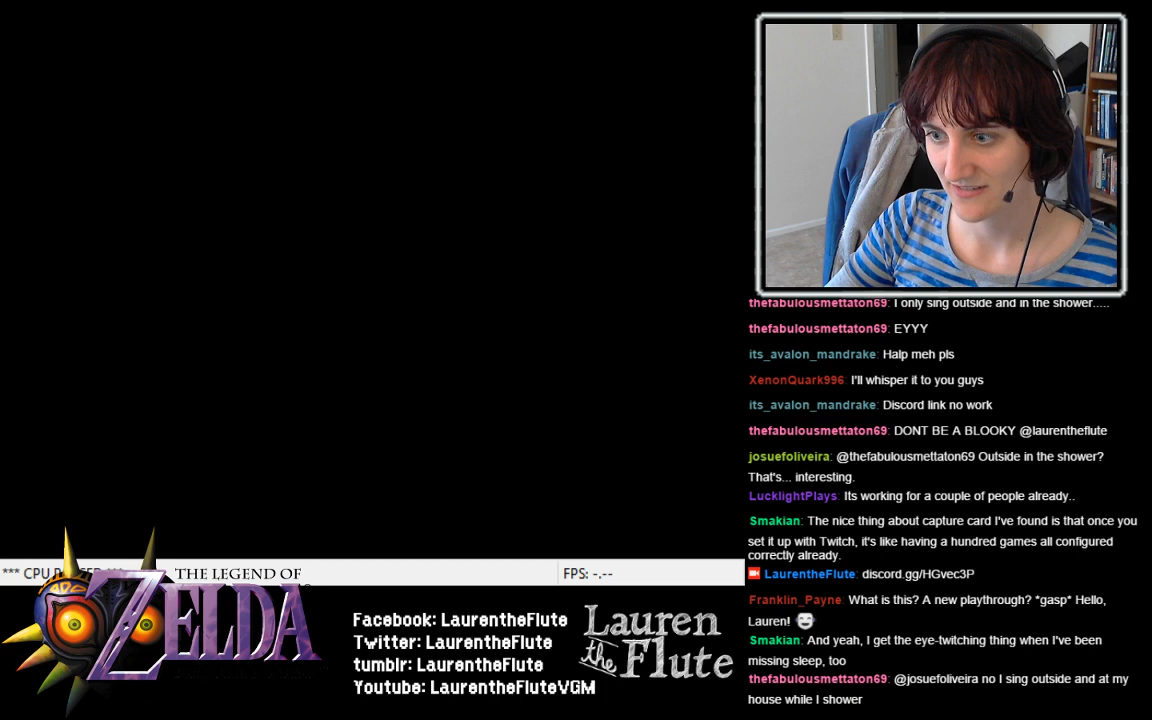 thefabulousmettaton69: I only sing outside and in the shower.....
thefabulousmettaton69: EYYY
its_avalon_mandrake: Halp meh pls
XenonQuark996: I'll whisper it to you guys
its_avalon_mandrake: Discord link no work
thefabulousmettaton69: DONT BE A BLOOKY @laurentheflute
josuefoliveira: @thefabulousmettaton69 Outside in the shower?
That's... interesting.
LucklightPlays: Its working for a couple of people already..
Smakian: The nice thing about capture card I've found is that once you
set it up with Twitch, it's like having a hundred games all configured
correctly already.
LaurentheFlute: discord.gg/HGvec3P
Franklin_Payne: What is this? A new playthrough? *gasp* Hello,
Lauren!
Smakian: And yeah, I get the eye-twitching thing when I've been
missing sleep, too
thefabulousmettaton69: @josuefoliveira no I sing outside and at my
house while I shower
*** CPU
FPS: -.--
THE LEGEND OF
ZELDA
Facebook: LaurentheFlute
Twitter: LaurentheFlute
tumblr: LaurentheFlute
Youtube: LaurentheFluteVGM
Lauren
the Flute